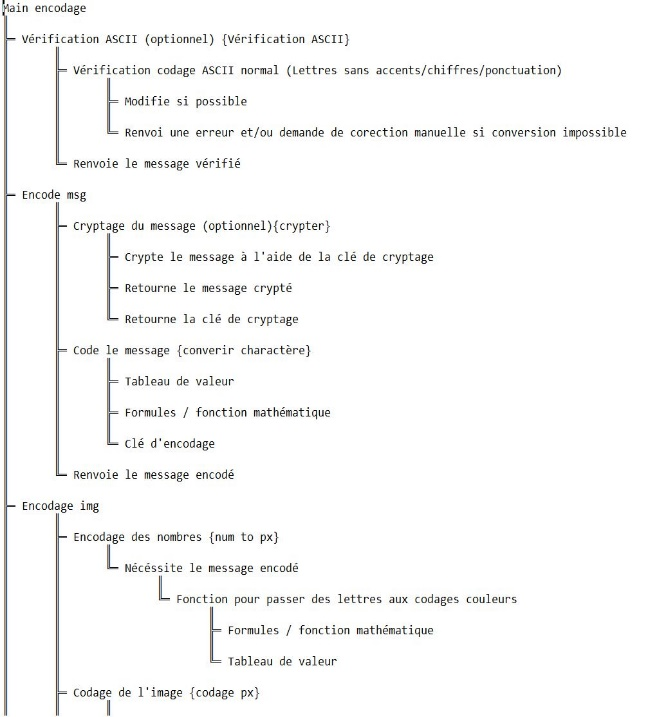 Main encodage
Vérification ASCII (optionnel) {Vérification ASCII}
Vérification codage ASCII normal (Lettres sans accents/chiffres/ponctuation)
Modifie si possible
Renvoi une erreur et/ou demande de corection manuelle si conversion impossible
Renvoie le message vérifié
Encode msg
Cryptage du message (optionnel){crypter}
Crypte le message à l'aide de la clé de cryptage
Retourne le message crypté
Retourne la clé de cryptage
Code le message {converir charactère}
Tableau de valeur
Formules / fonction mathématique
Clé d'encodage
Renvoie le message encodé
Encodage img
Encodage des nombres {num to px}
Nécéssite le message encodé
Fonction pour passer des lettres aux codages couleurs
Formules / fonction mathématique
Tableau de valeur
Codage de l'image {codage px}